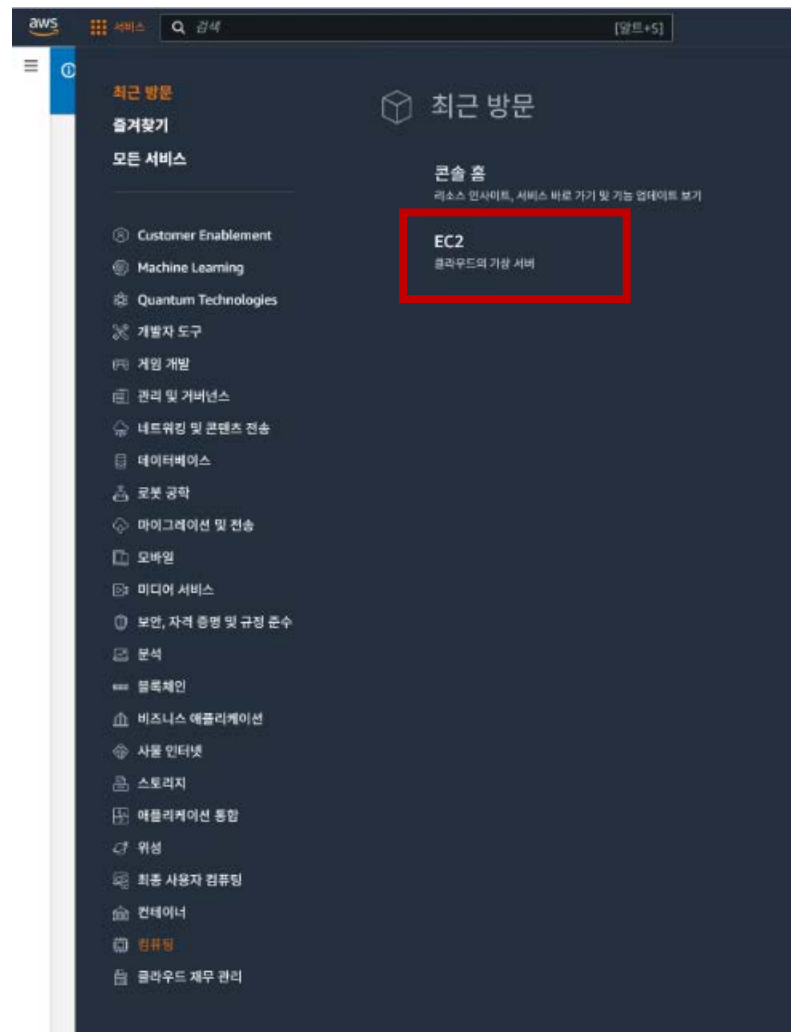 aws
서비스
검색
[알트+S]
최근 방문
즐겨찾기
모든 서비스
Customer Enablement
Machine Learning
Quantum Technologies
개발자 도구
게임 개발
관리 및 거버넌스
네트워킹 및 콘텐츠 전송
데이터베이스
로봇 공학
마이그레이션 및 전송
모바일
미디어 서비스
보안, 자격 증명 및 규정 준수
분석
블록체인
비즈니스 애플리케이션
사물 인터넷
스토리지
애플리케이션 통합
위성
최종 사용자 컴퓨팅
컨테이너
컴퓨팅
클라우드 재무 관리
최근 방문
콘솔 홈
리소스 인사이트, 서비스 바로 가기 및 기능 업데이트 보기
EC2
클라우드의 가상 서버